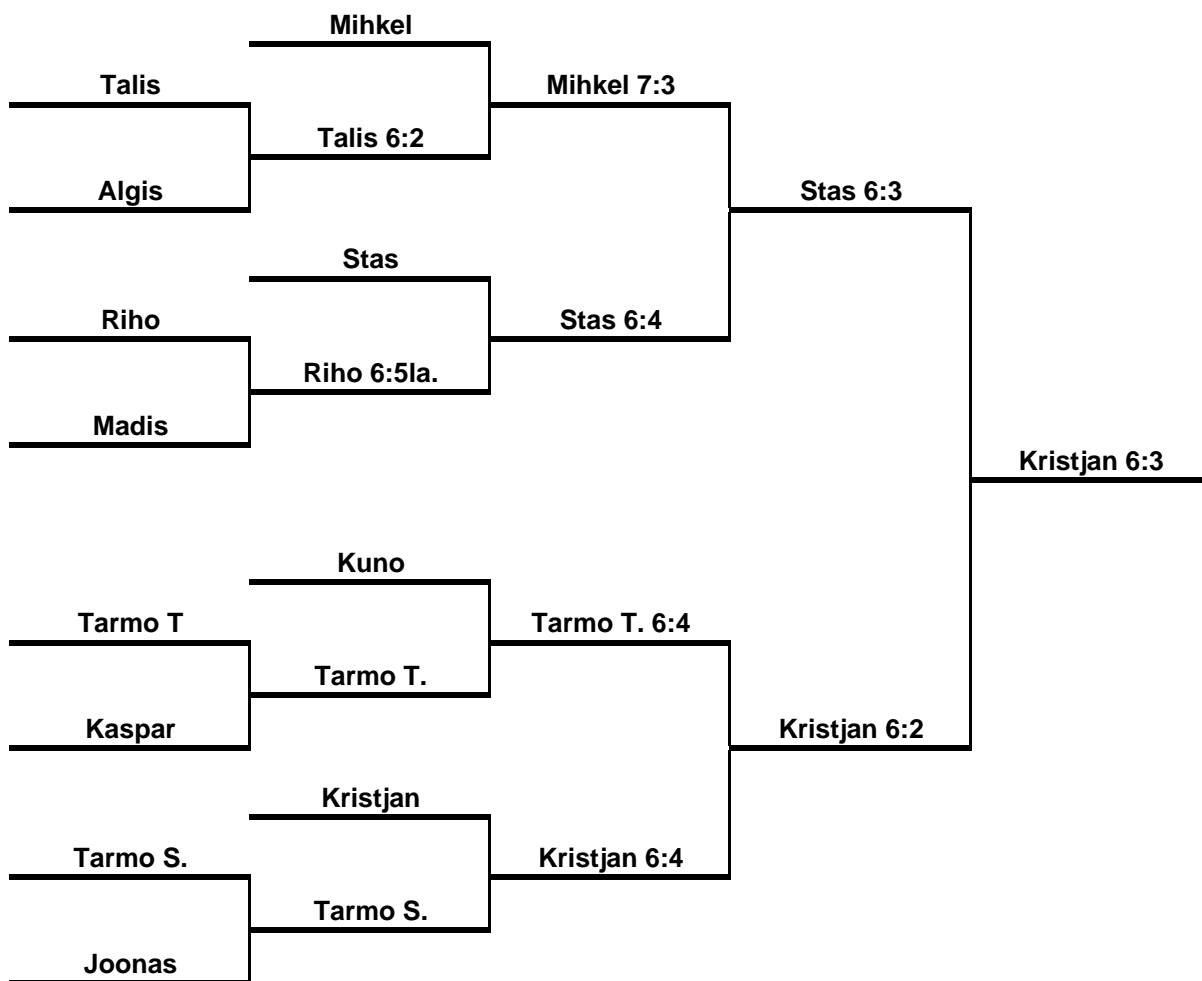 Mihkel
Talis
Mihkel 7:3
Talis 6:2
Algis
Stas 6:3
Stas
Riho
Stas 6:4
Riho 6:5la.
Madis
Kristjan 6:3
Kuno
Tarmo T
Tarmo T. 6:4
Tarmo T.
Kaspar
Kristjan 6:2
Kristjan
Tarmo S.
Kristjan 6:4
Tarmo S.
Joonas